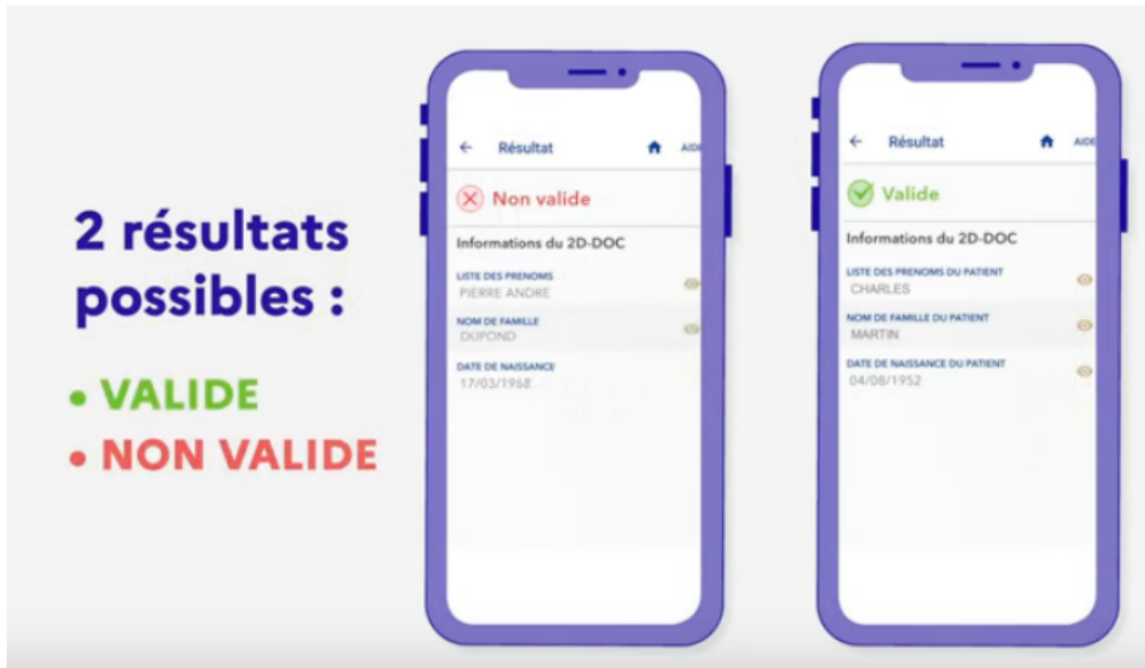 2 résultats
possibles :
• VALIDE
• NON VALIDE
Résultat
AIDE
Non valide
Informations du 2D-DOC
LISTE DES PRENOMS
PIERRE ANDRE
NOM DE FAMILLE
DUPOND
DATE DE NAISSANCE
17/03/1968
Résultat
AIDE
Valide
Informations du 2D-DOC
LISTE DES PRENOMS DU PATIENT
CHARLES
NOM DE FAMILLE DU PATIENT
MARTIN
DATE DE NAISSANCE DU PATIENT
04/08/1952